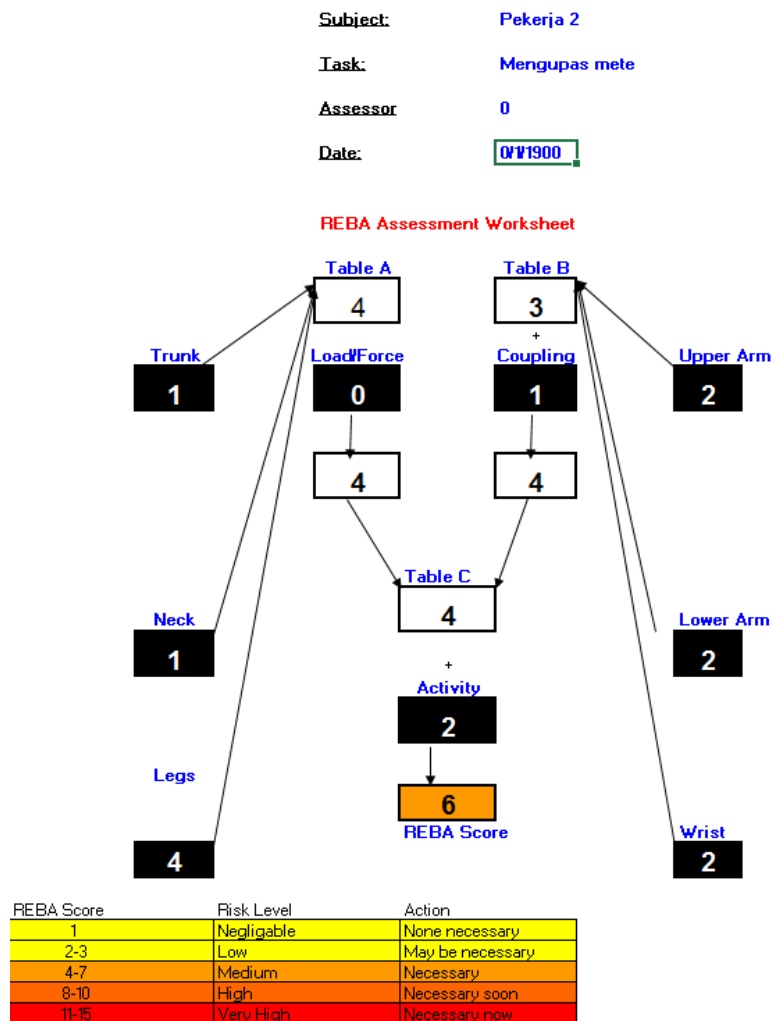 Subject: Pekerja 2
Task: Mengupas mete
Assessor 0
Date: 0/1/1900
REBA Assessment Worksheet
Table A Table B
4 3
+
Trunk Load/Force Coupling Upper Arm
1 0 1 2
4 4
Table C
4
Neck Lower Arm
1 2
+
Activity
2
Legs
6
REBA Score Wrist
4 2
REBA Score Risk Level Action
1 Negligable None necessary
2-3 Low May be necessary
4-7 Medium Necessary
8-10 High Necessary soon
11-15 Very High Necessary now